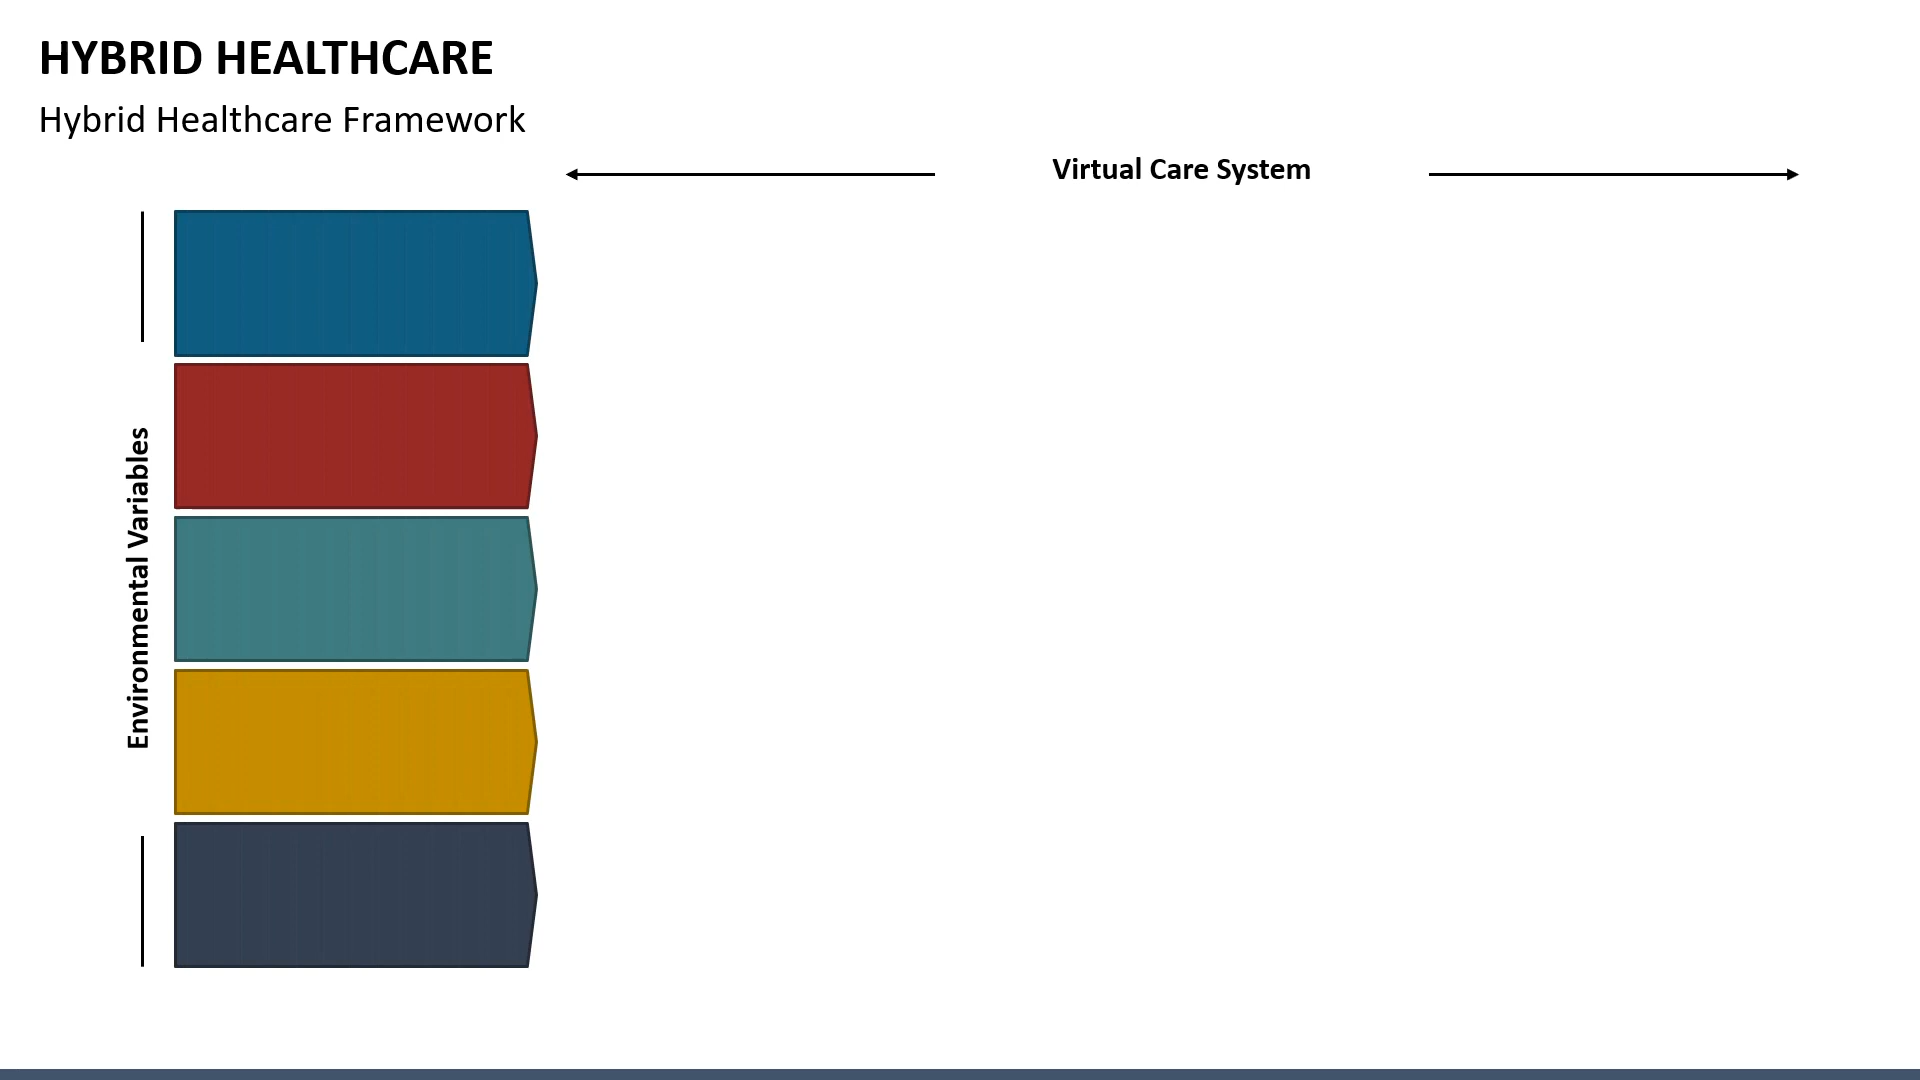 HYBRID HEALTHCARE
Hybrid Healthcare Framework
Virtual Care System
Environmental Variables